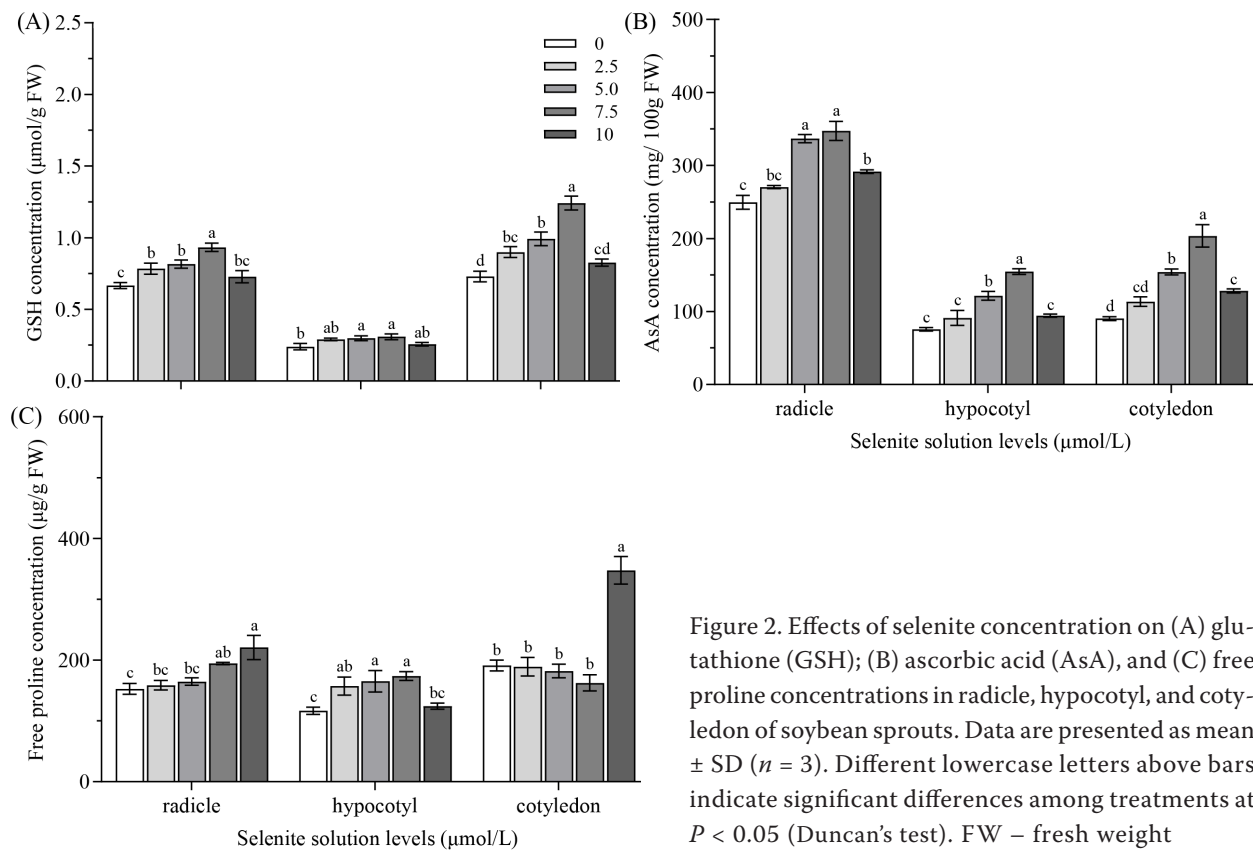 (A)
GSH concentration (μmol/g FW)
2.5
2.0
1.5
1.0
0.5
0.0
0
2.5
5.0
7.5
10
c b b a bc
b ab a a ab
d bc b a cd
(B)
AsA concentration (mg/ 100g FW)
500
400
300
200
100
0
c bc a a b
c c b a c
d cd b a c
radicle hypocotyl cotyledon
Selenite solution levels (μmol/L)
(C)
Free proline concentration (μg/g FW)
600
400
200
0
c bc bc ab a
c ab a a bc
b b b b a
radicle hypocotyl cotyledon
Selenite solution levels (μmol/L)
Figure 2. Effects of selenite concentration on (A) glu-
tathione (GSH); (B) ascorbic acid (AsA), and (C) free
proline concentrations in radicle, hypocotyl, and coty-
ledon of soybean sprouts. Data are presented as mean
± SD (n = 3). Different lowercase letters above bars
indicate significant differences among treatments at
P < 0.05 (Duncan's test). FW – fresh weight